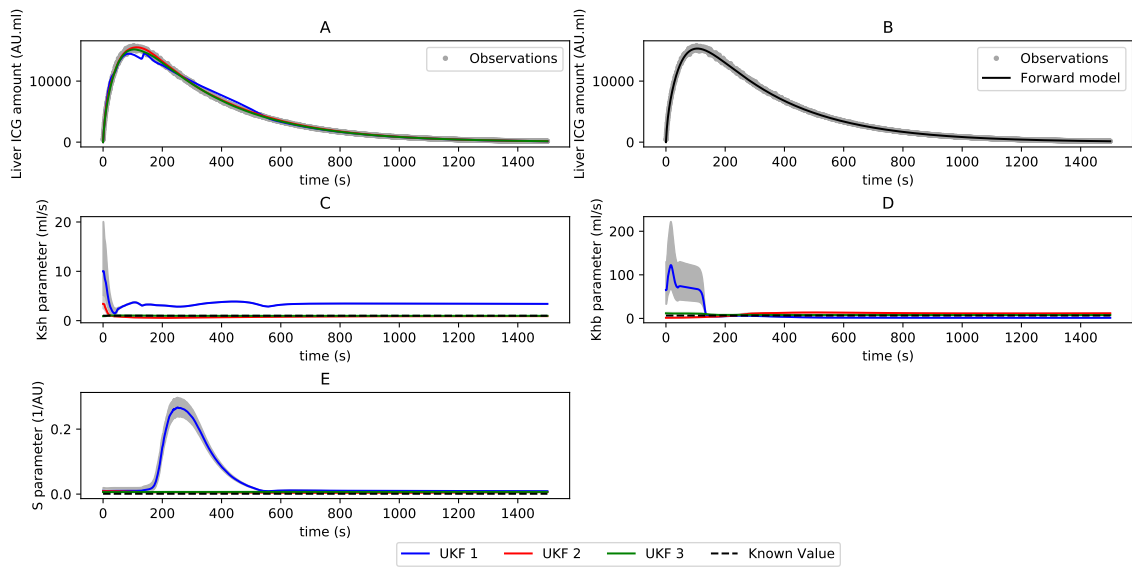 A
Liver ICG amount (AU.ml)
10000
0
Observations
0 200 400 600 800 1000 1200 1400
time (s)
B
Liver ICG amount (AU.ml)
10000
0
Observations
Forward model
0 200 400 600 800 1000 1200 1400
time (s)
C
Ksh parameter (ml/s)
20
10
0
0 200 400 600 800 1000 1200 1400
time (s)
D
Khb parameter (ml/s)
200
100
0
0 200 400 600 800 1000 1200 1400
time (s)
E
S parameter (1/AU)
0.2
0.0
0 200 400 600 800 1000 1200 1400
time (s)
UKF 1 UKF 2 UKF 3 Known Value